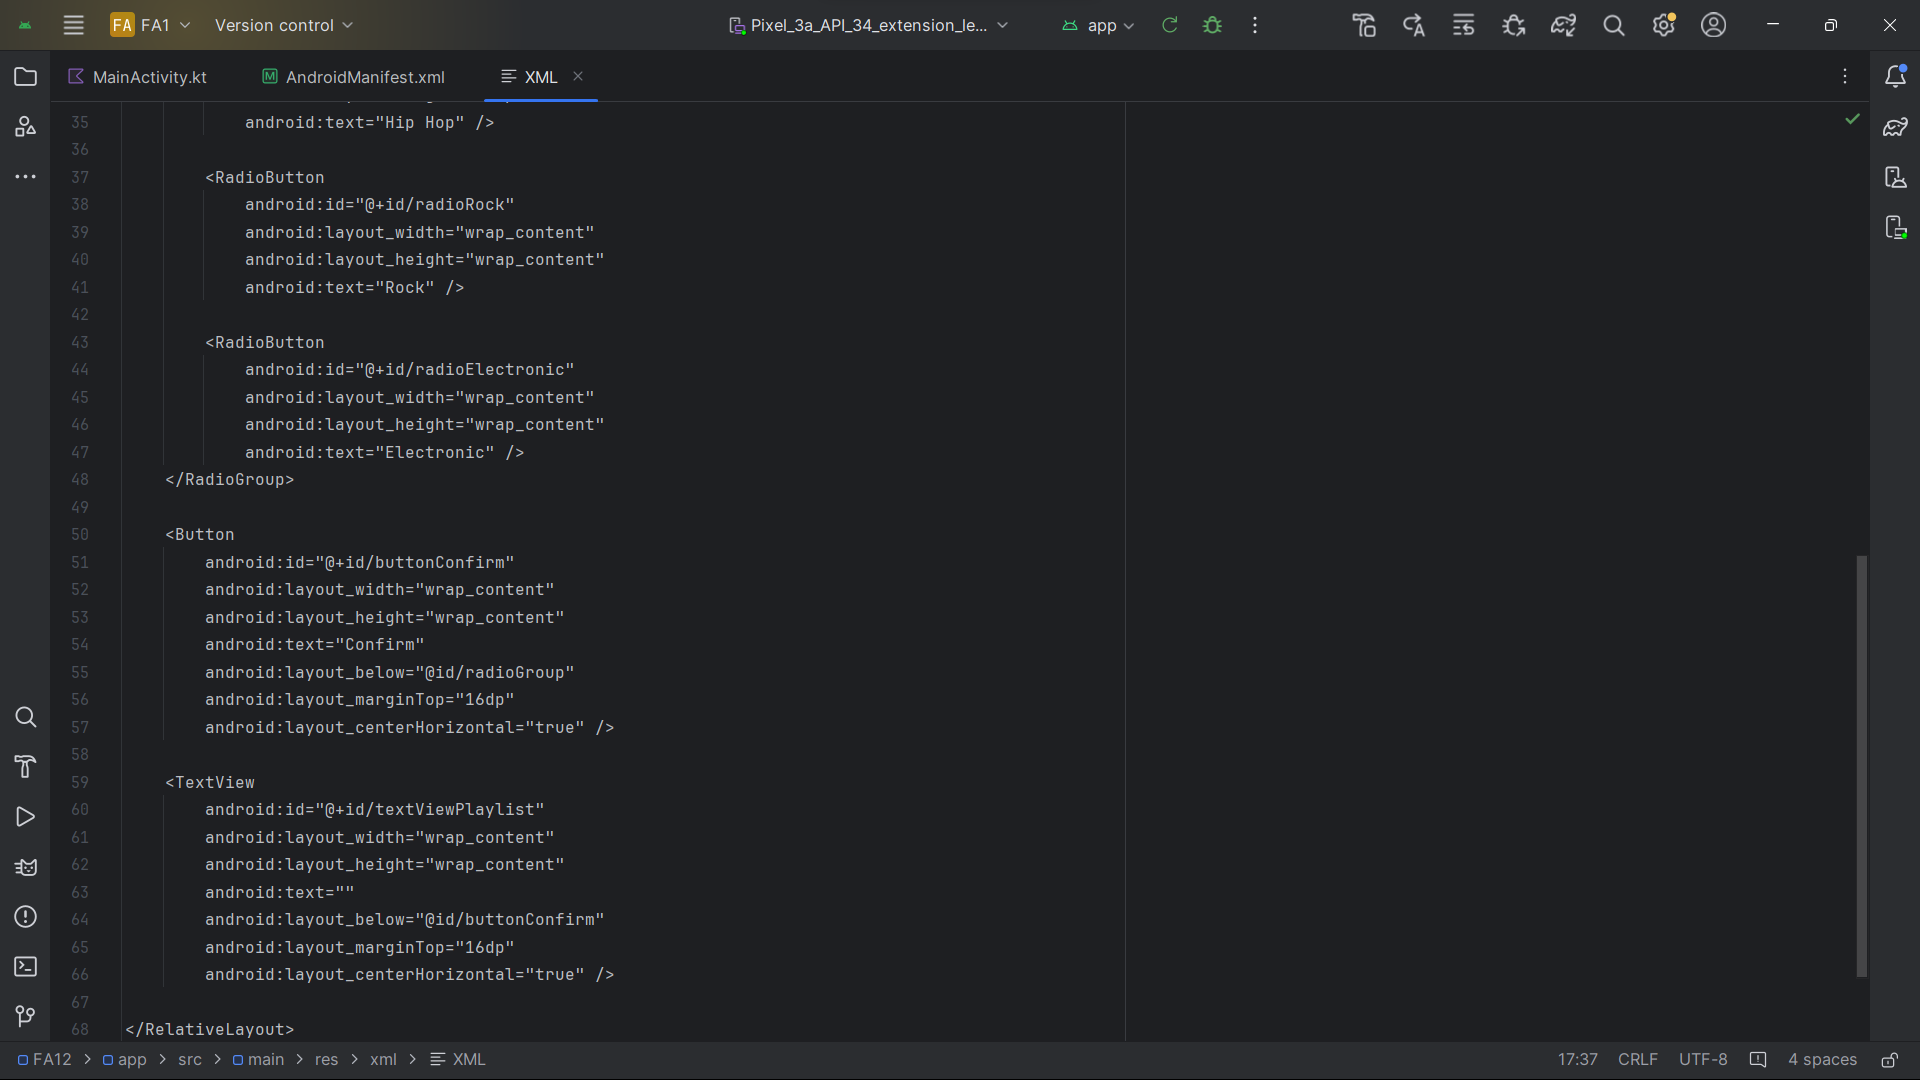 FA FA1 Version control Pixel_3a_API_34_extension_le... app
MainActivity.kt AndroidManifest.xml XML
35 android:text="Hip Hop" />
36
37 <RadioButton
38 android:id="@+id/radioRock"
39 android:layout_width="wrap_content"
40 android:layout_height="wrap_content"
41 android:text="Rock" />
42
43 <RadioButton
44 android:id="@+id/radioElectronic"
45 android:layout_width="wrap_content"
46 android:layout_height="wrap_content"
47 android:text="Electronic" />
48 </RadioGroup>
49
50 <Button
51 android:id="@+id/buttonConfirm"
52 android:layout_width="wrap_content"
53 android:layout_height="wrap_content"
54 android:text="Confirm"
55 android:layout_below="@id/radioGroup"
56 android:layout_marginTop="16dp"
57 android:layout_centerHorizontal="true" />
58
59 <TextView
60 android:id="@+id/textViewPlaylist"
61 android:layout_width="wrap_content"
62 android:layout_height="wrap_content"
63 android:text=""
64 android:layout_below="@id/buttonConfirm"
65 android:layout_marginTop="16dp"
66 android:layout_centerHorizontal="true" />
67
68 </RelativeLayout>
FA12 > app > src > main > res > xml > XML 17:37 CRLF UTF-8 4 spaces